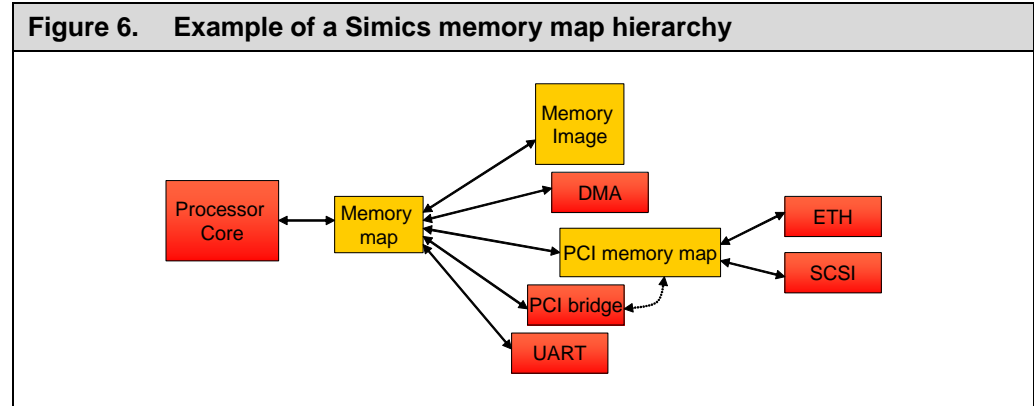 Figure 6. Example of a Simics memory map hierarchy
Memory
Image
DMA
Processor
Core
Memory
map
ETH
PCI memory map
SCSI
PCI bridge
UART